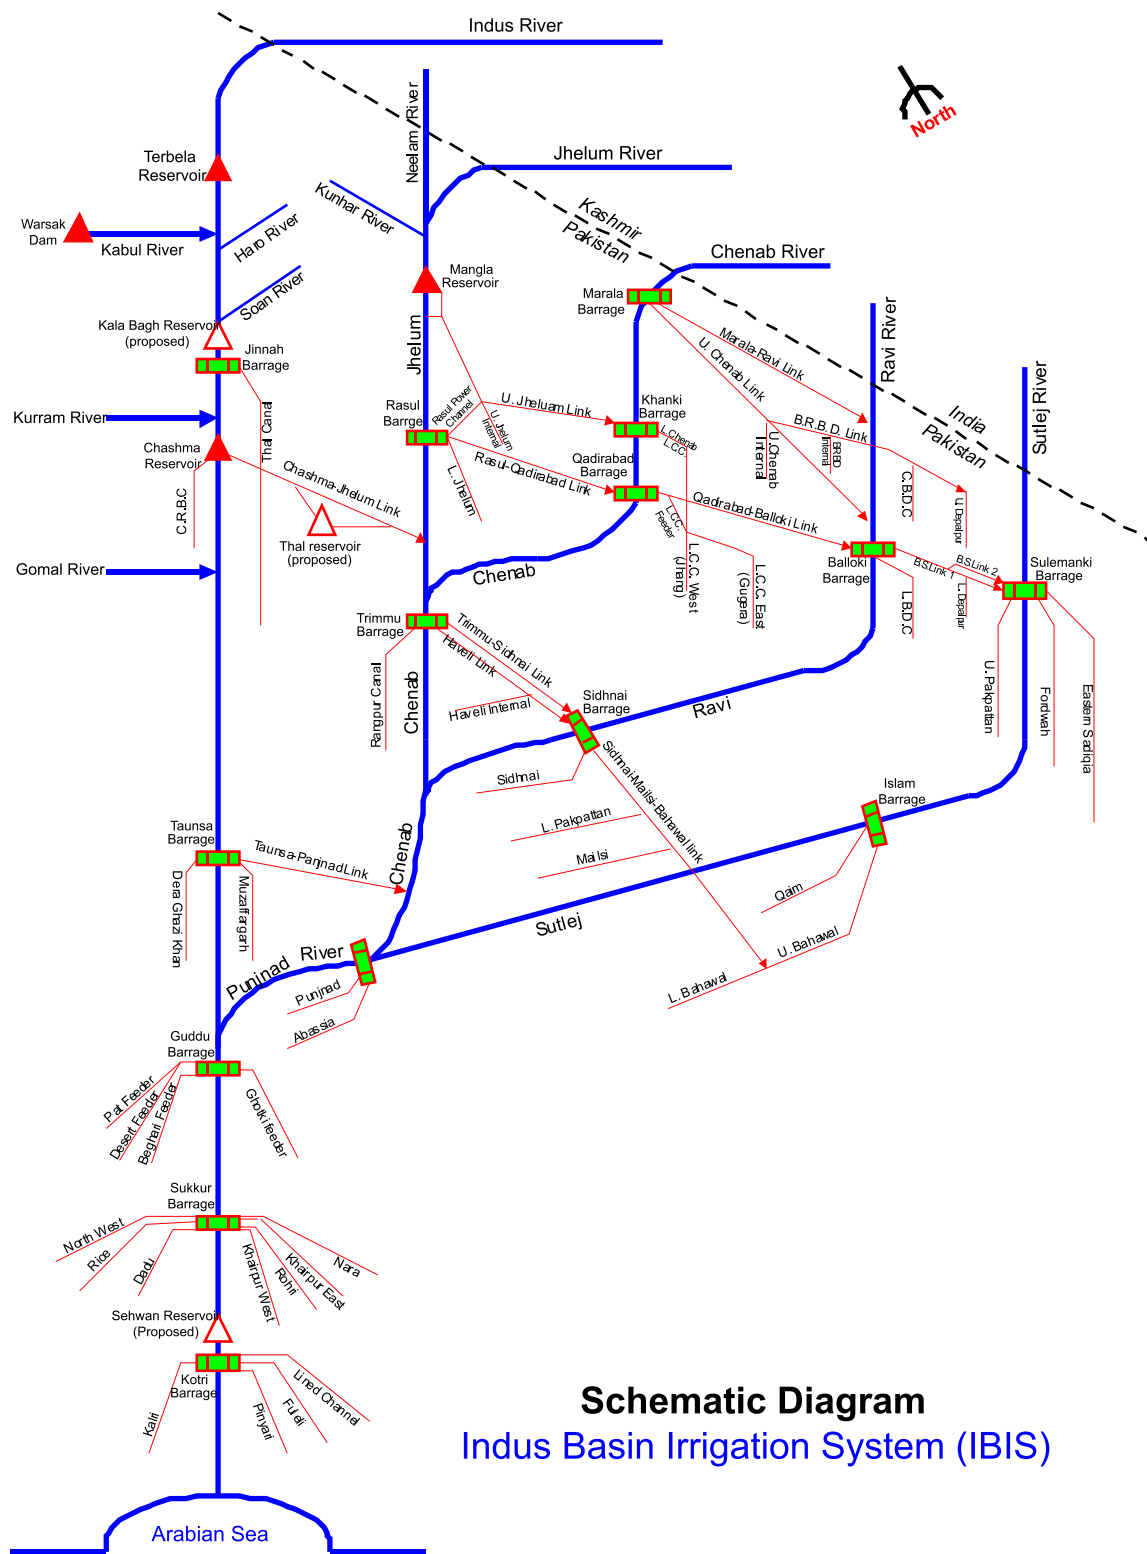 Indus River
Neelam River
Jhelum River
North
Terbela
Reservoir
Warsak
Dam
Kabul River
Haro River
Kunhar River
Kashmir
Pakistan
Chenab River
Soan River
Mangla
Reservoir
Marala
Barrage
Kala Bagh Reservoir
(proposed)
Jinnah
Barrage
Jhelum
Marala-Ravi Link
U. Chenab Link
Ravi River
Sutlej River
Kurram River
Thal Canal
Rasul
Barrge
Rasul Power
Channel
U. Jhelum
Internal
U. Jheluam Link
Khanki
Barrage
L.Chenab
L.C.C.
B.R.B.D. Link
U.Chenab
Internal
BRBD
Internal
India
Pakistan
Chashma
Reservoir
C.R.B.C
Chashma-Jhelum Link
L. Jhelum
Rasul-Qadirabad Link
Qadirabad
Barrage
L.C.C.
Feeder
Qadirabad-Balloki Link
C.B.D.C
U. Depalpur
Thal reservoir
(proposed)
Gomal River
Chenab
L.C.C. West
(Jhang)
L.C.C. East
(Gugera)
Balloki
Barrage
B.S.Link 1
B.S.Link 2
L. Depalpur
L.B.D.C
Sulemanki
Barrage
Trimmu
Barrage
Trimmu-Sidhnai Link
Haveli Link
Haveli Internal
Rangpur Canal
Chenab
Sidhnai
Barrage
Ravi
U. Pakpattan
Fordwah
Eastern Sadiqia
Sidhnai
Sidhnai-Mailsi-Bahawal link
L. Pakpattan
Mailsi
Islam
Barrage
Taunsa
Barrage
Taunsa-Panjnad Link
Chenab
Dera Ghazi Khan
Muzaffargarh
Qaim
Sutlej
U. Bahawal
L. Bahawal
Punjnad River
Punjnad
Abassia
Guddu
Barrage
Pat Feeder
Desert Feeder
Beghari Feeder
Ghotki feeder
Sukkur
Barrage
North West
Rice
Dadu
Khairpur West
Rohri
Khairpur East
Nara
Sehwan Reservoir
(Proposed)
Kotri
Barrage
Kalri
Pinyari
Fuleli
Lined Channel
Schematic Diagram
Indus Basin Irrigation System (IBIS)
Arabian Sea